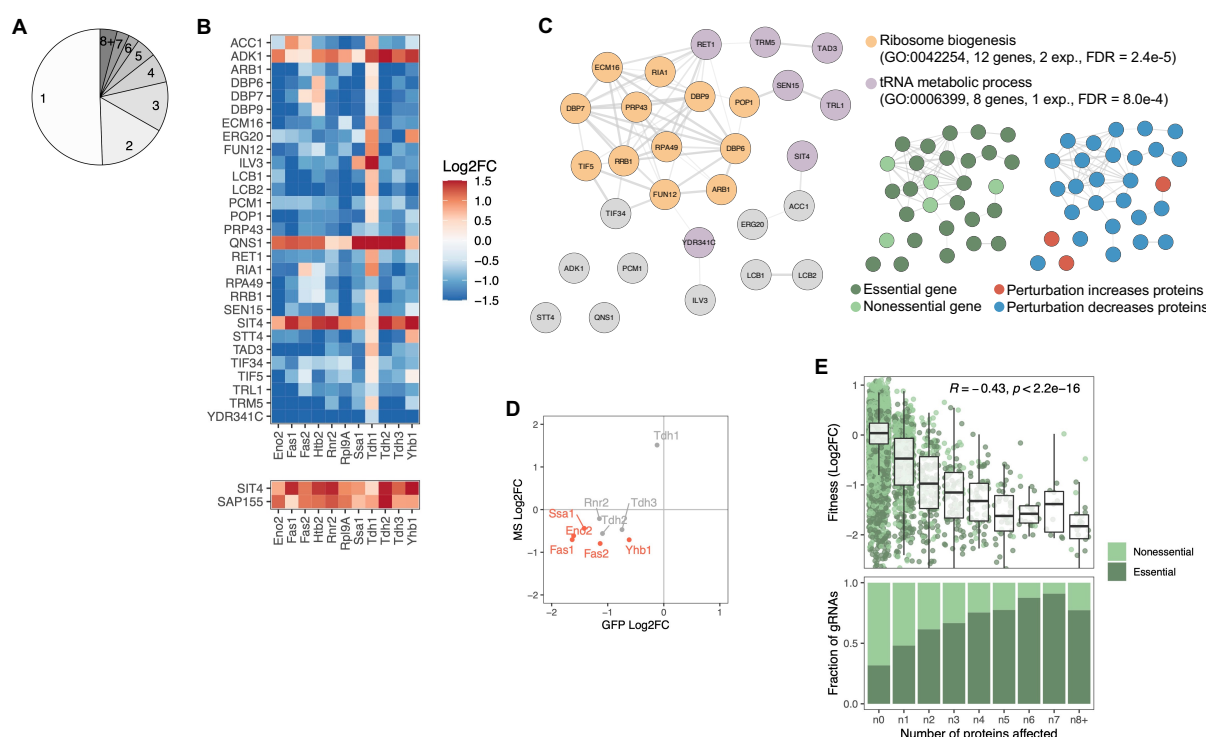 A
1
2
3
4
5
6
7
8+
B
ACC1
ADK1
ARB1
DBP6
DBP7
DBP9
ECM16
ERG20
FUN12
ILV3
LCB1
LCB2
PCM1
POP1
PRP43
QNS1
RET1
RIA1
RPA49
RRB1
SEN15
SIT4
STT4
TAD3
TIF34
TIF5
TRL1
TRM5
YDR341C
Eno2 Fas1 Fas2 Htb2 Rnr2 Rpl9A Ssa1 Tdh1 Tdh2 Tdh3 Yhb1
SIT4
SAP155
Eno2 Fas1 Fas2 Htb2 Rnr2 Rpl9A Ssa1 Tdh1 Tdh2 Tdh3 Yhb1
Log2FC
1.5
1.0
0.5
0.0
−0.5
−1.0
−1.5
C
RET1
TRM5
TAD3
ECM16
RIA1
SEN15
DBP7
PRP43
DBP9
POP1
TRL1
RPA49
DBP6
SIT4
TIF5
RRB1
FUN12
ARB1
TIF34
ACC1
ERG20
YDR341C
ADK1
PCM1
LCB1
LCB2
ILV3
STT4
QNS1
Ribosome biogenesis
(GO:0042254, 12 genes, 2 exp., FDR = 2.4e-5)
tRNA metabolic process
(GO:0006399, 8 genes, 1 exp., FDR = 8.0e-4)
Essential gene
Nonessential gene
Perturbation increases proteins
Perturbation decreases proteins
D
MS Log2FC
2
1
0
−1
−2
Tdh1
Rnr2
Tdh3
Ssa1
Eno2
Tdh2
Fas1
Fas2
Yhb1
−2 −1 0 1
GFP Log2FC
E
R = −0.43, p < 2.2e−16
Fitness (Log2FC)
1
0
−1
−2
Nonessential
Essential
Fraction of gRNAs
1.0
0.5
0.0
n0 n1 n2 n3 n4 n5 n6 n7 n8+
Number of proteins affected